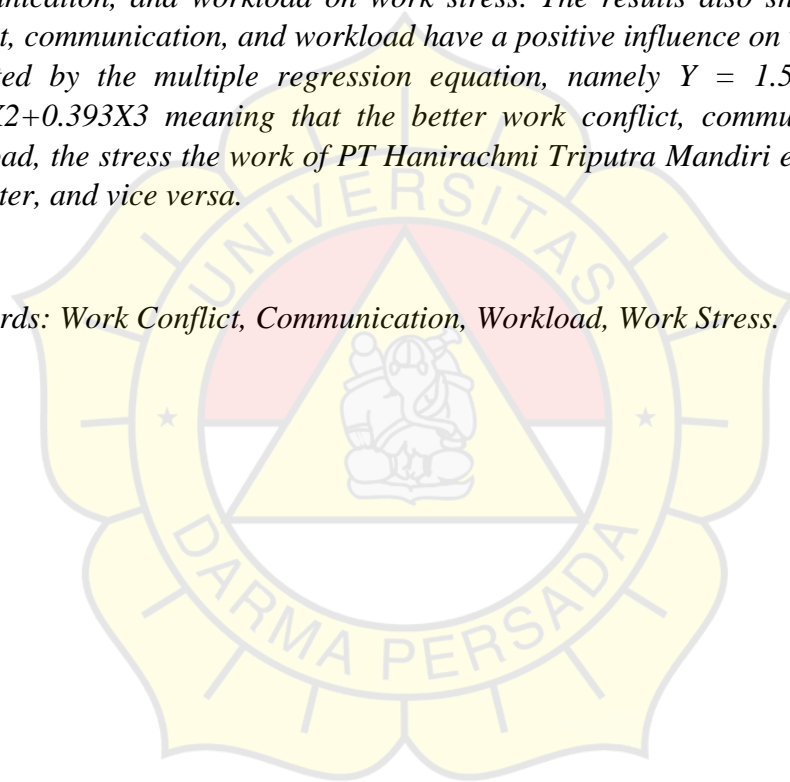 nication, and workload on work stress. The results also sh
t, communication, and workload have a positive influence on
ted by the multiple regression equation, namely Y = 1.5
X2+0.393X3 meaning that the better work conflict, commu
oad, the stress the work of PT Hanirachmi Triputra Mandiri e
ter, and vice versa.
rds: Work Conflict, Communication, Workload, Work Stress.
UNIVERSITAS
DARMA PERSADA